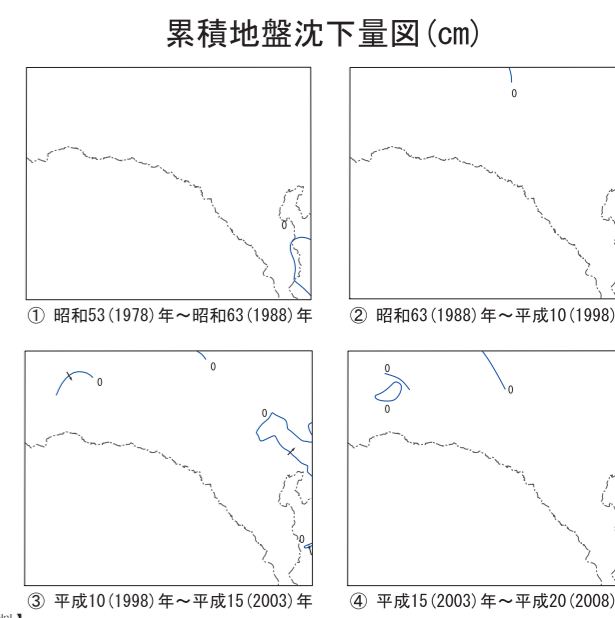 累積地盤沈下量図(cm)
0
0
① 昭和53(1978)年～昭和63(1988)年
② 昭和63(1988)年～平成10(1998)
0
0
0
0
0
0
0
0
③ 平成10(1998)年～平成15(2003)年
④ 平成15(2003)年～平成20(2008)